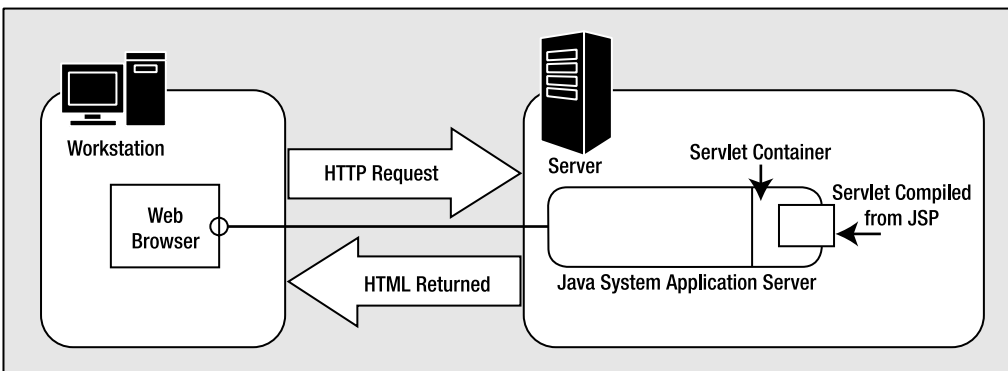 Workstation
Web
Browser
HTTP Request
HTML Returned
Server
Servlet Container
Servlet Compiled
from JSP
Java System Application Server